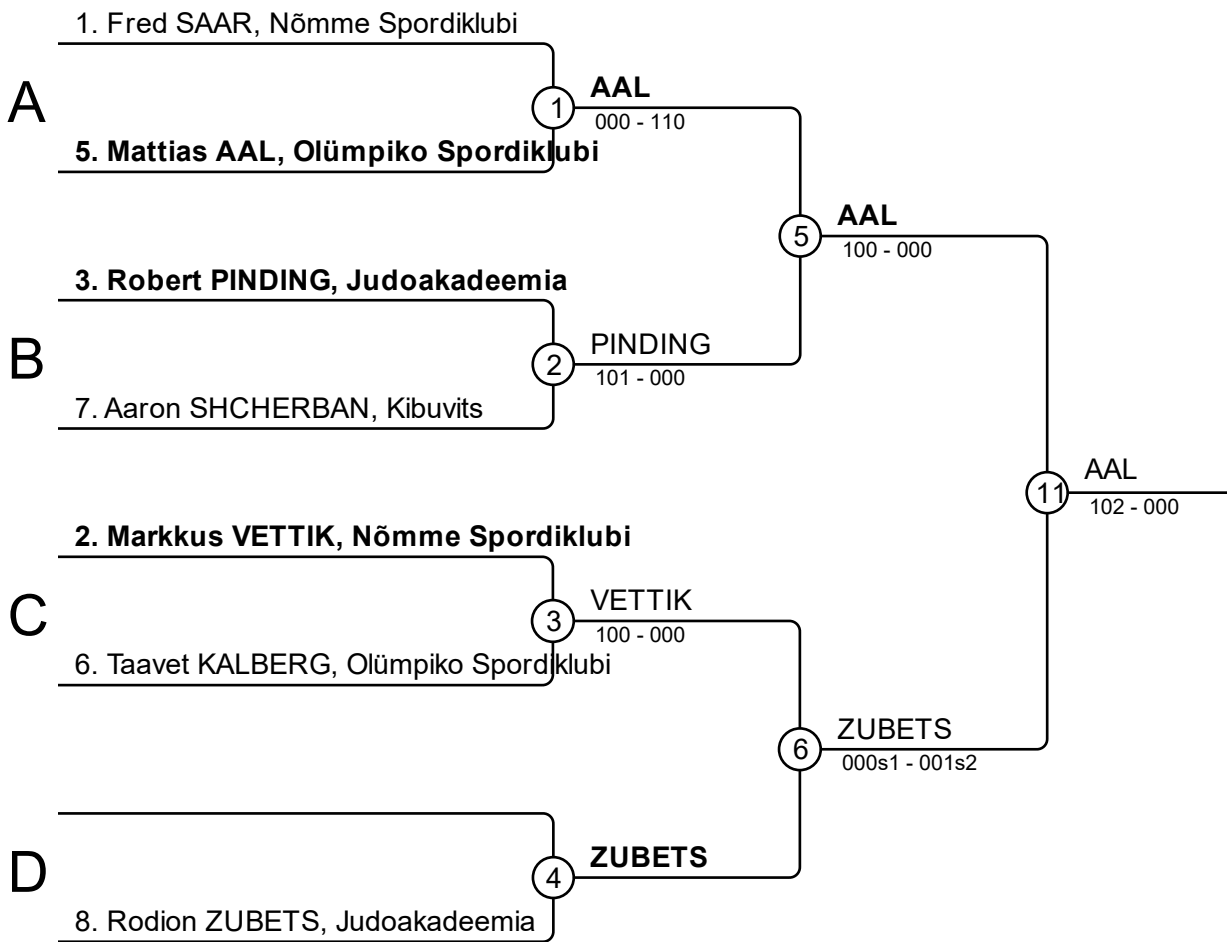 1. Fred SAAR, Nõmme Spordiklubi
A
1
AAL
000 - 110
5. Mattias AAL, Olümpiko Spordiklubi
5
AAL
100 - 000
3. Robert PINDING, Judoakadeemia
B
2
PINDING
101 - 000
7. Aaron SHCHERBAN, Kibuvits
11
AAL
102 - 000
2. Markkus VETTIK, Nõmme Spordiklubi
C
3
VETTIK
100 - 000
6. Taavet KALBERG, Olümpiko Spordiklubi
6
ZUBETS
000s1 - 001s2
D
4
ZUBETS
8. Rodion ZUBETS, Judoakadeemia